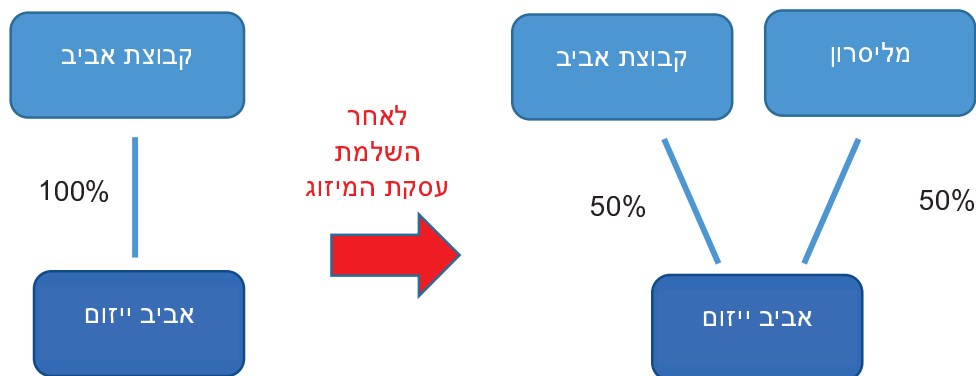 מליסרון
קבוצת אביב
קבוצת אביב
לאחר
השלמת
עסקת המיזוג
100%
50%
50%
אביב ייזום
אביב ייזום